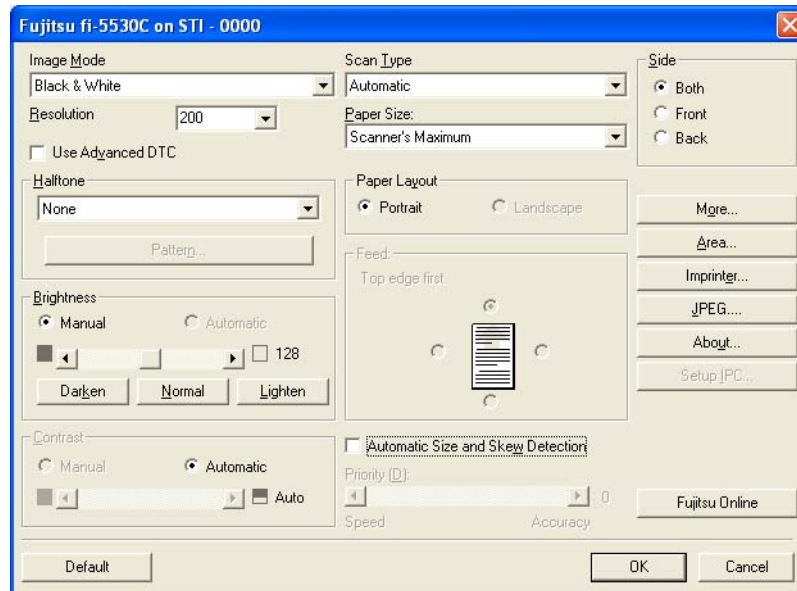 Fujitsu fi-5530C on STI - 0000
Image Mode
Black & White
Resolution
200
Use Advanced DTC
Halftone
None
Pattern...
Brightness
Manual
Automatic
128
Darken
Normal
Lighten
Contrast
Manual
Automatic
Auto
Scan Type
Automatic
Paper Size:
Scanner's Maximum
Paper Layout
Portrait
Landscape
Feed:
Top edge first
Automatic Size and Skew Detection
Priority (D):
0
Speed
Accuracy
Side
Both
Front
Back
More...
Area...
Imprinter...
JPEG....
About...
Setup IPC...
Fujitsu Online
Default
OK
Cancel